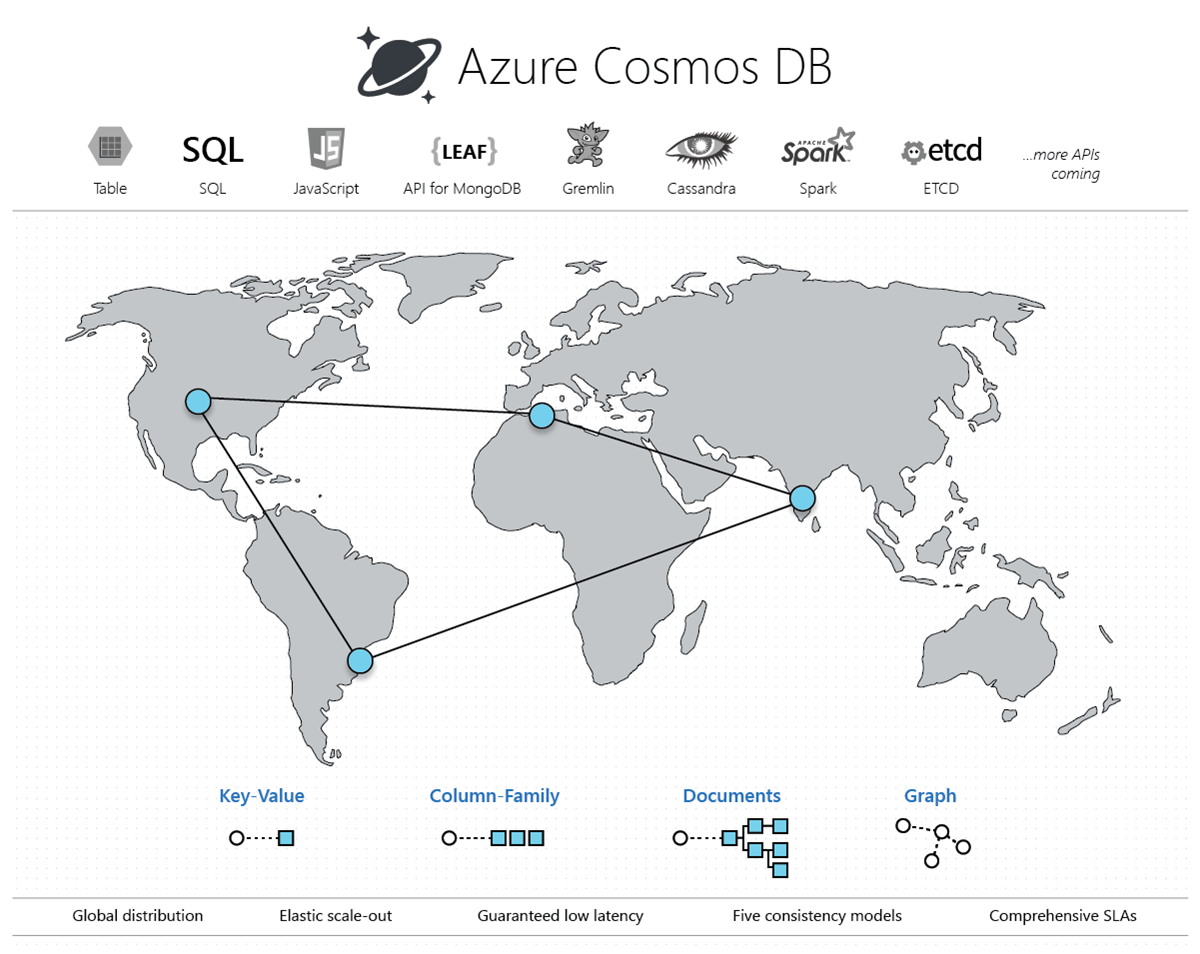 Azure Cosmos DB
SQL
JS
{LEAF}
APACHE
Spark™
etcd
Table
SQL
JavaScript
API for MongoDB
Gremlin
Cassandra
Spark
ETCD
...more APIs
coming
Key-Value
Column-Family
Documents
Graph
Global distribution
Elastic scale-out
Guaranteed low latency
Five consistency models
Comprehensive SLAs